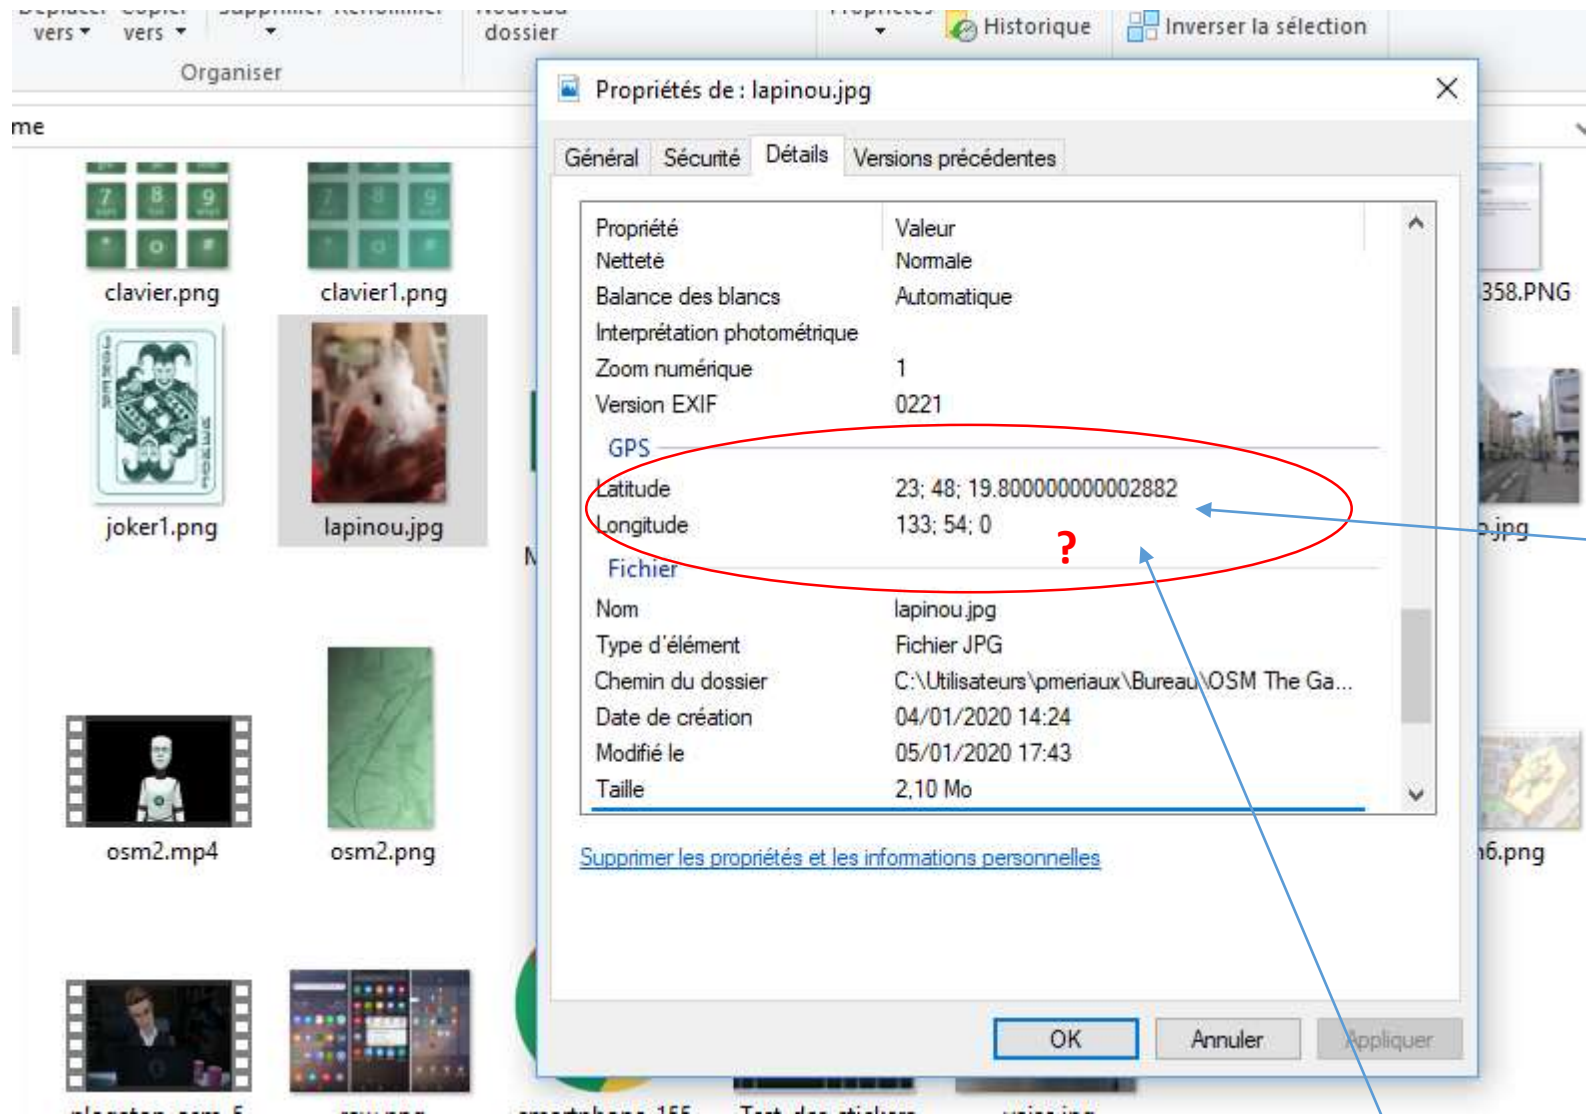 vers vers dossier Historique Inverser la sélection
Organiser
Propriétés de : lapinou.jpg
me
Général Sécurité Détails Versions précédentes
Propriété Valeur
Netteté Normale
Balance des blancs Automatique
Interprétation photométrique
Zoom numérique 1
Version EXIF 0221
GPS
Latitude 23; 48; 19.800000000002882
Longitude 133; 54; 0
?
Fichier
Nom lapinou.jpg
Type d'élément Fichier JPG
Chemin du dossier C:\Utilisateurs\pmeriaux\Bureau\OSM The Ga...
Date de création 04/01/2020 14:24
Modifié le 05/01/2020 17:43
Taille 2,10 Mo
Supprimer les propriétés et les informations personnelles
OK Annuler Appliquer
clavier.png clavier1.png 358.PNG
joker1.png lapinou.jpg o.jpg
osm2.mp4 osm2.png n6.png